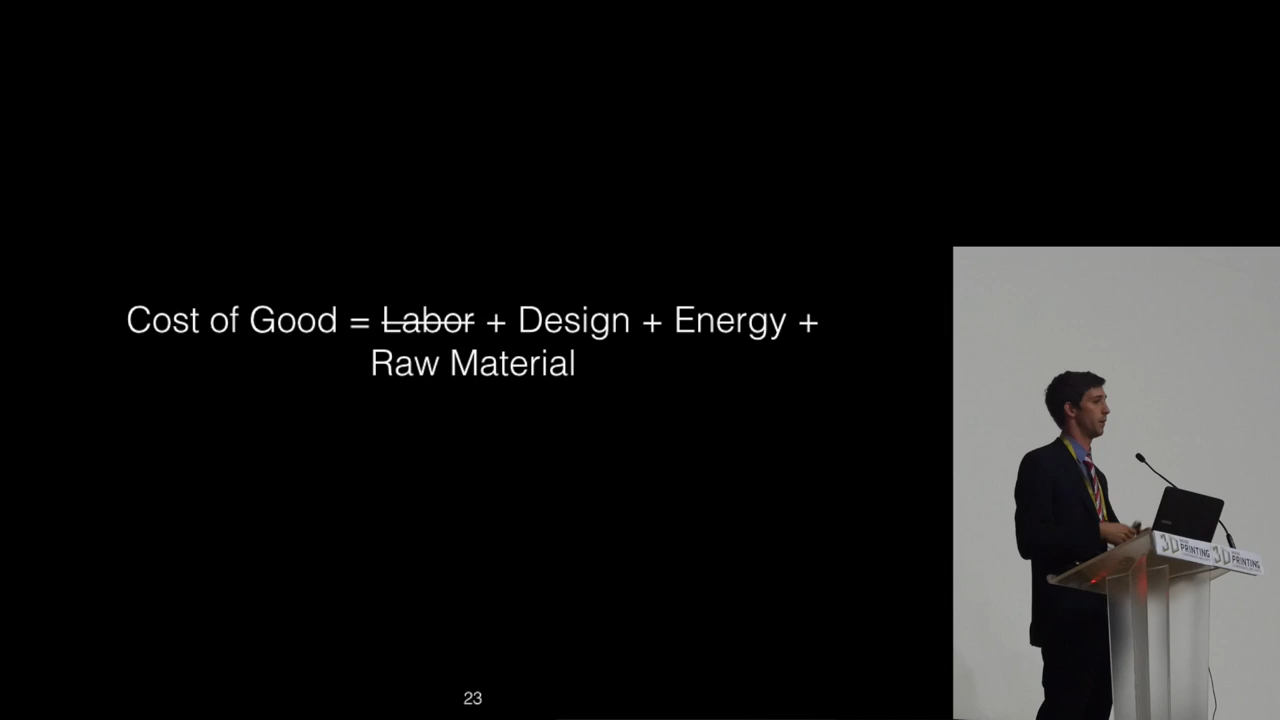 Cost of Good = Labor + Design + Energy +
Raw Material
3D PRINTING 3D PRINTING
23